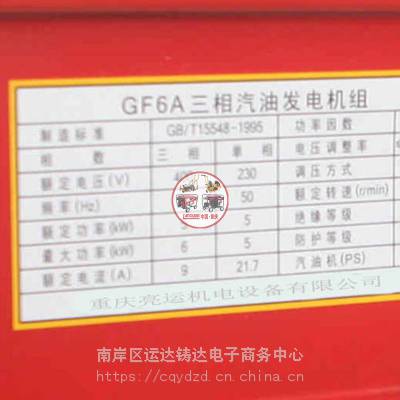 GF6A三相汽油发电机组
制造标准 GB/T15548-1995 功率因数
相数 三相 单相 电压调整率
额定电压(V) 230 调压方式
频率(Hz) 50 额定转速(r/min)
额定功率(kW) 5 绝缘等级
最大功率(kW) 6 5 防护等级
额定电流(A) 9 21.7 汽油机(PS)
重庆亮运机电设备有限公司
南岸区运达铸达电子商务中心
https://cqydzd.cn.china.cn